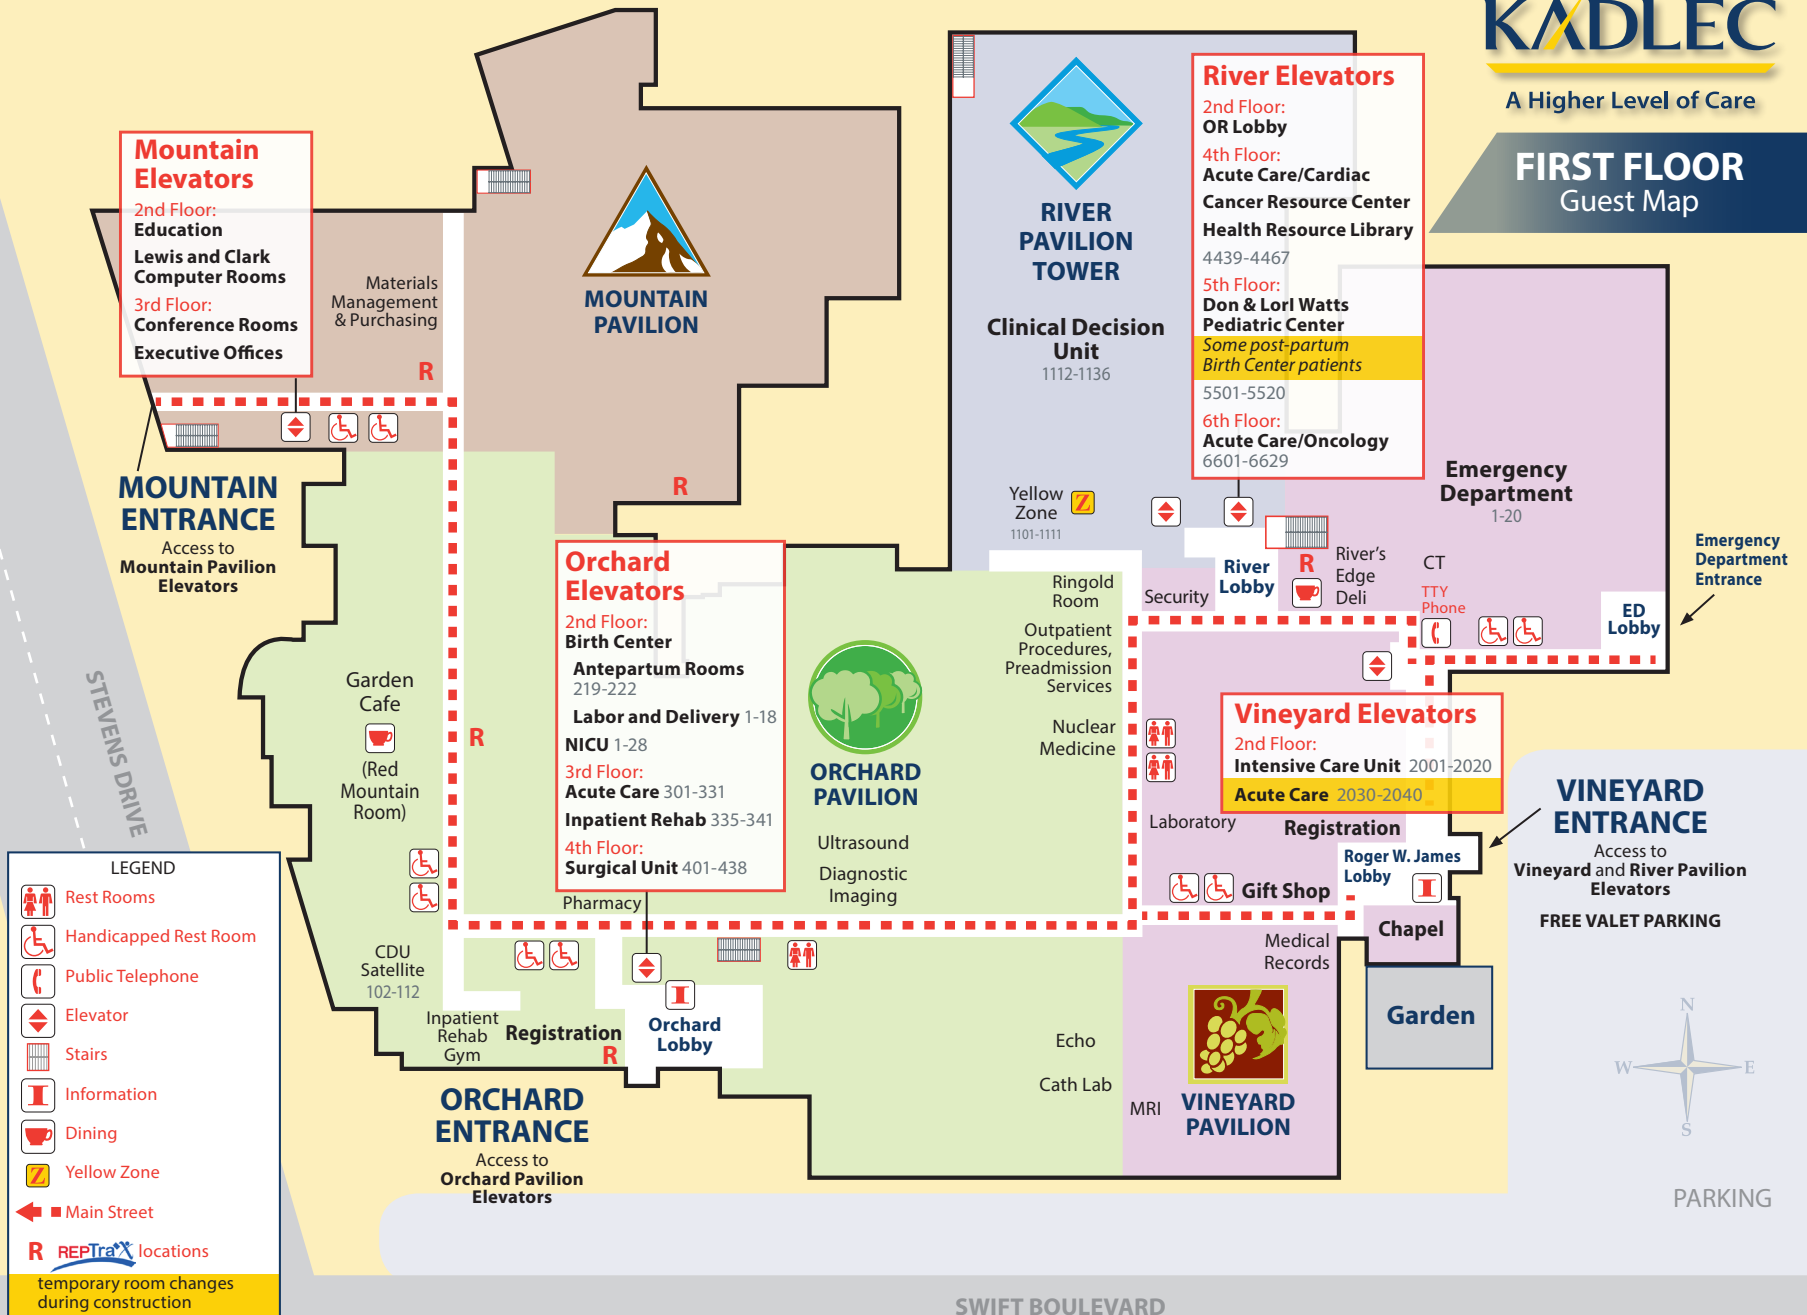 KADLEC
A Higher Level of Care
FIRST FLOOR
Guest Map
Mountain
Elevators
2nd Floor:
Education
Lewis and Clark
Computer Rooms
3rd Floor:
Conference Rooms
Executive Offices
Materials
Management
& Purchasing
R
MOUNTAIN
PAVILION
R
MOUNTAIN
ENTRANCE
Access to
Mountain Pavilion
Elevators
RIVER
PAVILION
TOWER
Clinical Decision
Unit
1112-1136
Yellow
Zone
1101-1111
Z
River Elevators
2nd Floor:
OR Lobby
4th Floor:
Acute Care/Cardiac
Cancer Resource Center
Health Resource Library
4439-4467
5th Floor:
Don & Lorl Watts
Pediatric Center
Some post-partum
Birth Center patients
5501-5520
6th Floor:
Acute Care/Oncology
6601-6629
Emergency
Department
1-20
Emergency
Department
Entrance
River
Lobby
R
River's
Edge
Deli
CT
TTY
Phone
ED
Lobby
Security
Ringold
Room
Outpatient
Procedures,
Preadmission
Services
Nuclear
Medicine
Orchard
Elevators
2nd Floor:
Birth Center
Antepartum Rooms
219-222
Labor and Delivery 1-18
NICU 1-28
3rd Floor:
Acute Care 301-331
Inpatient Rehab 335-341
4th Floor:
Surgical Unit 401-438
ORCHARD
PAVILION
Ultrasound
Diagnostic
Imaging
Pharmacy
Garden
Cafe
(Red
Mountain
Room)
R
STEVENS DRIVE
Vineyard Elevators
2nd Floor:
Intensive Care Unit 2001-2020
Acute Care 2030-2040
Laboratory
Registration
Roger W. James
Lobby
Gift Shop
Chapel
Medical
Records
Garden
VINEYARD
ENTRANCE
Access to
Vineyard and River Pavilion
Elevators
FREE VALET PARKING
CDU
Satellite
102-112
Inpatient
Rehab
Gym
Registration
R
Orchard
Lobby
ORCHARD
ENTRANCE
Access to
Orchard Pavilion
Elevators
Echo
Cath Lab
MRI
VINEYARD
PAVILION
N
W
E
S
PARKING
SWIFT BOULEVARD
LEGEND
Rest Rooms
Handicapped Rest Room
Public Telephone
Elevator
Stairs
Information
Dining
Z Yellow Zone
Main Street
R REPTraX locations
temporary room changes
during construction